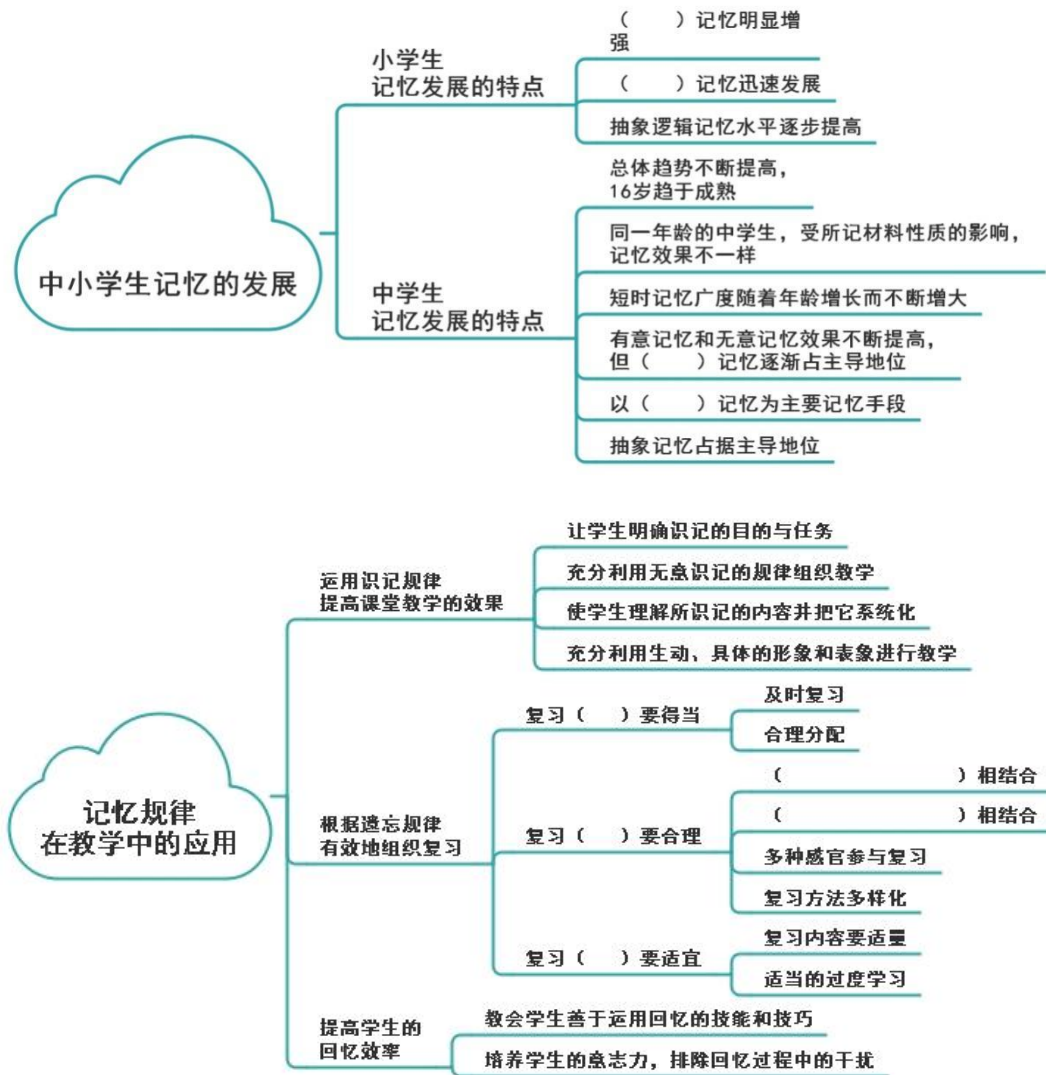 中小学生记忆的发展
小学生
记忆发展的特点
（　　）记忆明显增
强
（　　）记忆迅速发展
抽象逻辑记忆水平逐步提高
中学生
记忆发展的特点
总体趋势不断提高，
16岁趋于成熟
同一年龄的中学生，受所记材料性质的影响，
记忆效果不一样
短时记忆广度随着年龄增长而不断增大
有意记忆和无意记忆效果不断提高，
但（　　）记忆逐渐占主导地位
以（　　）记忆为主要记忆手段
抽象记忆占据主导地位
记忆规律
在教学中的应用
运用识记规律
提高课堂教学的效果
让学生明确识记的目的与任务
充分利用无意识记的规律组织教学
使学生理解所识记的内容并把它系统化
充分利用生动、具体的形象和表象进行教学
根据遗忘规律
有效地组织复习
复习（　）要得当
及时复习
合理分配
复习（　）要合理
（　　　　　　　　）相结合
（　　　　　　　　）相结合
多种感官参与复习
复习方法多样化
复习（　）要适宜
复习内容要适量
适当的过度学习
提高学生的
回忆效率
教会学生善于运用回忆的技能和技巧
培养学生的意志力，排除回忆过程中的干扰